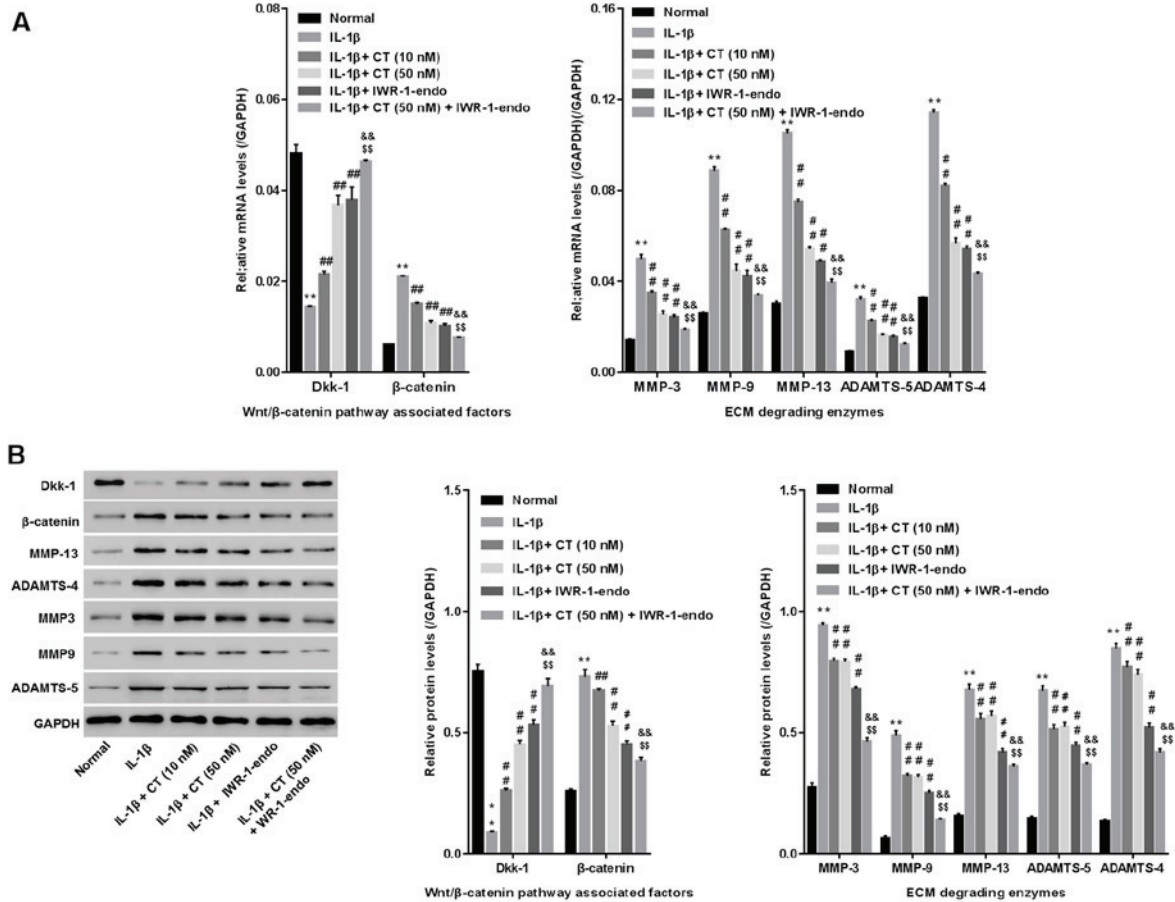 A
Normal
IL-1β
IL-1β+ CT (10 nM)
IL-1β+ CT (50 nM)
IL-1β+ IWR-1-endo
IL-1β+ CT (50 nM) + IWR-1-endo
Rel;ative mRNA levels (/GAPDH)
0.08
0.06
0.04
0.02
0.00
** ## ## ## && $$
** ## ## ## && $$
Dkk-1 β-catenin
Wnt/β-catenin pathway associated factors
Normal
IL-1β
IL-1β+ CT (10 nM)
IL-1β+ CT (50 nM)
IL-1β+ IWR-1-endo
IL-1β+ CT (50 nM) + IWR-1-endo
Rel;ative mRNA levels (/GAPDH)(/GAPDH)
0.16
0.12
0.08
0.04
0.00
** ## ## ## && $$
** ## ## ## && $$
** ## ## ## && $$
** ## ## ## && $$
** ## ## ## && $$
MMP-3 MMP-9 MMP-13 ADAMTS-5 ADAMTS-4
ECM degrading enzymes
B
Dkk-1
β-catenin
MMP-13
ADAMTS-4
MMP3
MMP9
ADAMTS-5
GAPDH
Normal
IL-1β
IL-1β + CT (10 nM)
IL-1β + CT (50 nM)
IL-1β + IWR-1-endo
IL-1β + CT (50 nM)
+ WR-1-endo
Normal
IL-1β
IL-1β+ CT (10 nM)
IL-1β+ CT (50 nM)
IL-1β+ IWR-1-endo
IL-1β+ CT (50 nM) + IWR-1-endo
Relative protein levels (/GAPDH)
1.5
1.0
0.5
0.0
** ## ## ## && $$
** ## ## ## && $$
Dkk-1 β-catenin
Wnt/β-catenin pathway associated factors
Normal
IL-1β
IL-1β+ CT (10 nM)
IL-1β+ CT (50 nM)
IL-1β+ IWR-1-endo
IL-1β+ CT (50 nM) + IWR-1-endo
Relative protein levels (/GAPDH)
1.5
1.0
0.5
0.0
** ## ## ## && $$
** ## ## ## && $$
** ## ## ## && $$
** ## ## ## && $$
** ## ## ## && $$
MMP-3 MMP-9 MMP-13 ADAMTS-5 ADAMTS-4
ECM degrading enzymes